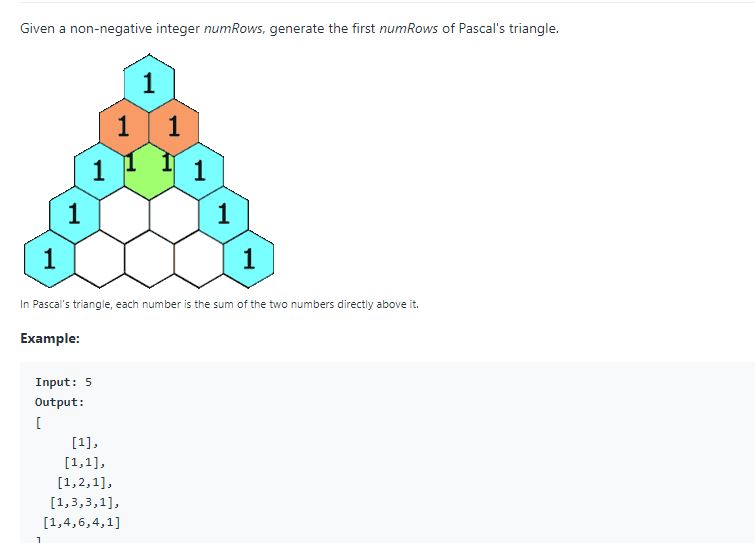 Given a non-negative integer numRows, generate the first numRows of Pascal's triangle.
1
1 1
1 1 1 1
1 1
1 1
In Pascal's triangle, each number is the sum of the two numbers directly above it.
Example:
Input: 5
Output:
[
[1],
[1,1],
[1,2,1],
[1,3,3,1],
[1,4,6,4,1]
]